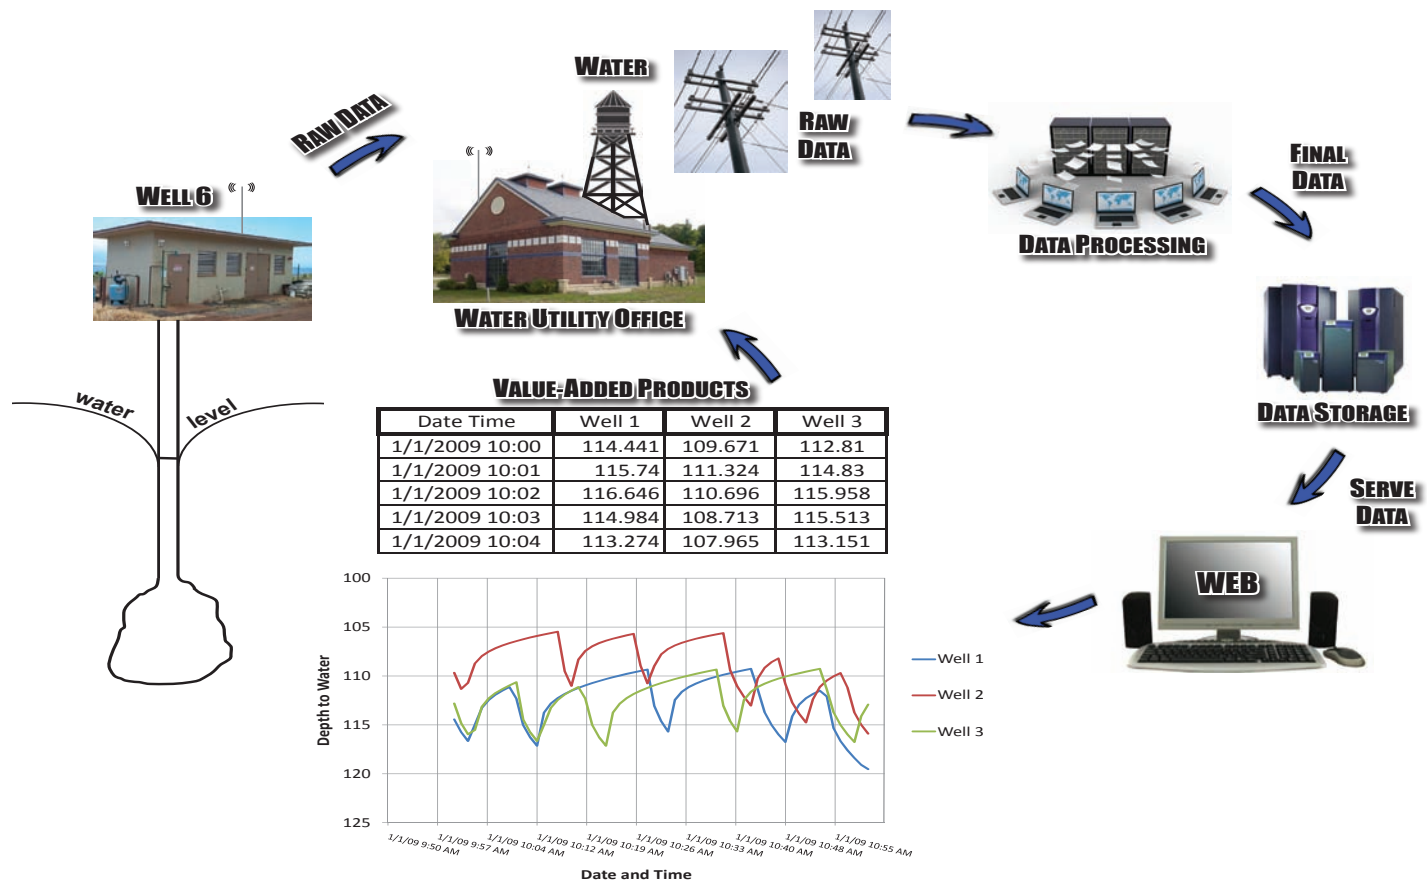 WATER
RAW DATA
RAW
DATA
FINAL
DATA
WELL 6
DATA PROCESSING
WATER UTILITY OFFICE
water level
VALUE-ADDED PRODUCTS
DATA STORAGE
Date Time Well 1 Well 2 Well 3
1/1/2009 10:00 114.441 109.671 112.81
1/1/2009 10:01 115.74 111.324 114.83
1/1/2009 10:02 116.646 110.696 115.958
1/1/2009 10:03 114.984 108.713 115.513
1/1/2009 10:04 113.274 107.965 113.151
SERVE
DATA
WEB
100
105
110
115
120
125
Depth to Water
Well 1
Well 2
Well 3
1/1/09 9:50 AM
1/1/09 9:57 AM
1/1/09 10:04 AM
1/1/09 10:12 AM
1/1/09 10:19 AM
1/1/09 10:26 AM
1/1/09 10:33 AM
1/1/09 10:40 AM
1/1/09 10:48 AM
1/1/09 10:55 AM
Date and Time